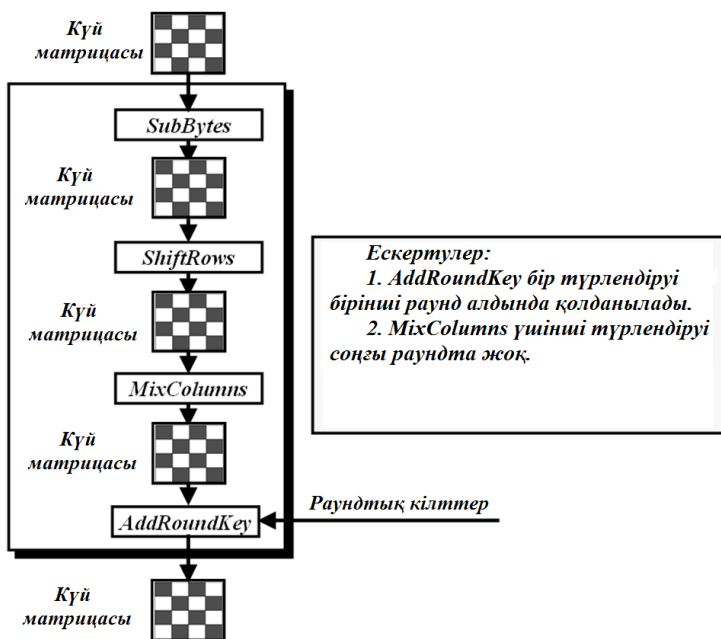 Күй
матрицасы
SubBytes
Күй
матрицасы
ShiftRows
Күй
матрицасы
MixColumns
Күй
матрицасы
AddRoundKey
Раундтық кілттер
Күй
матрицасы
Ескертулер:
1. AddRoundKey бір түрлендіруі
бірінші раунд алдында қолданылады.
2. MixColumns үшінші түрлендіруі
соңғы раундта жоқ.